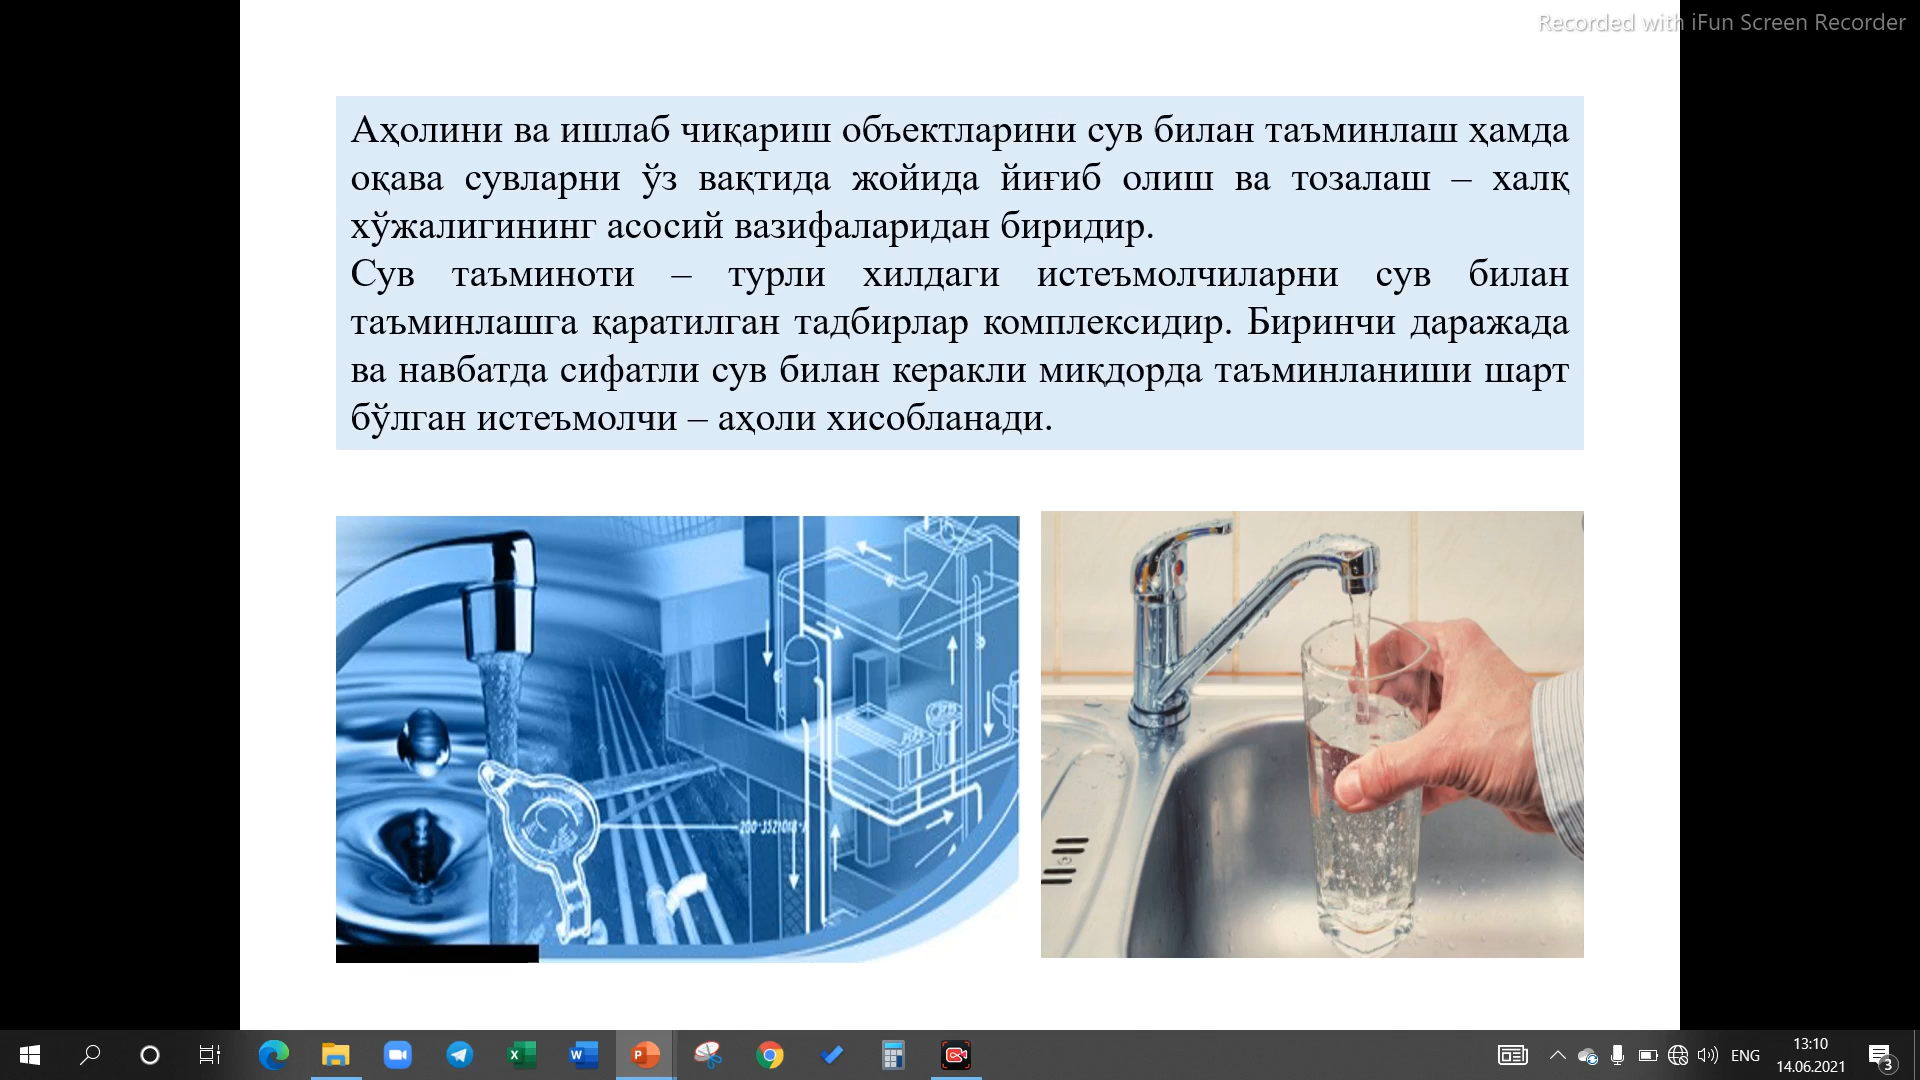 Recorded with iFun Screen Recorder
Аҳолини ва ишлаб чиқариш объектларини сув билан таъминлаш ҳамда
оқава сувларни ўз вақтида жойида йиғиб олиш ва тозалаш – халқ
хўжалигининг асосий вазифаларидан биридир.
Сув таъминоти – турли хилдаги истеъмолчиларни сув билан
таъминлашга қаратилган тадбирлар комплексидир. Биринчи даражада
ва навбатда сифатли сув билан керакли миқдорда таъминланиши шарт
бўлган истеъмолчи – аҳоли хисобланади.
ENG
13:10
14.06.2021
3